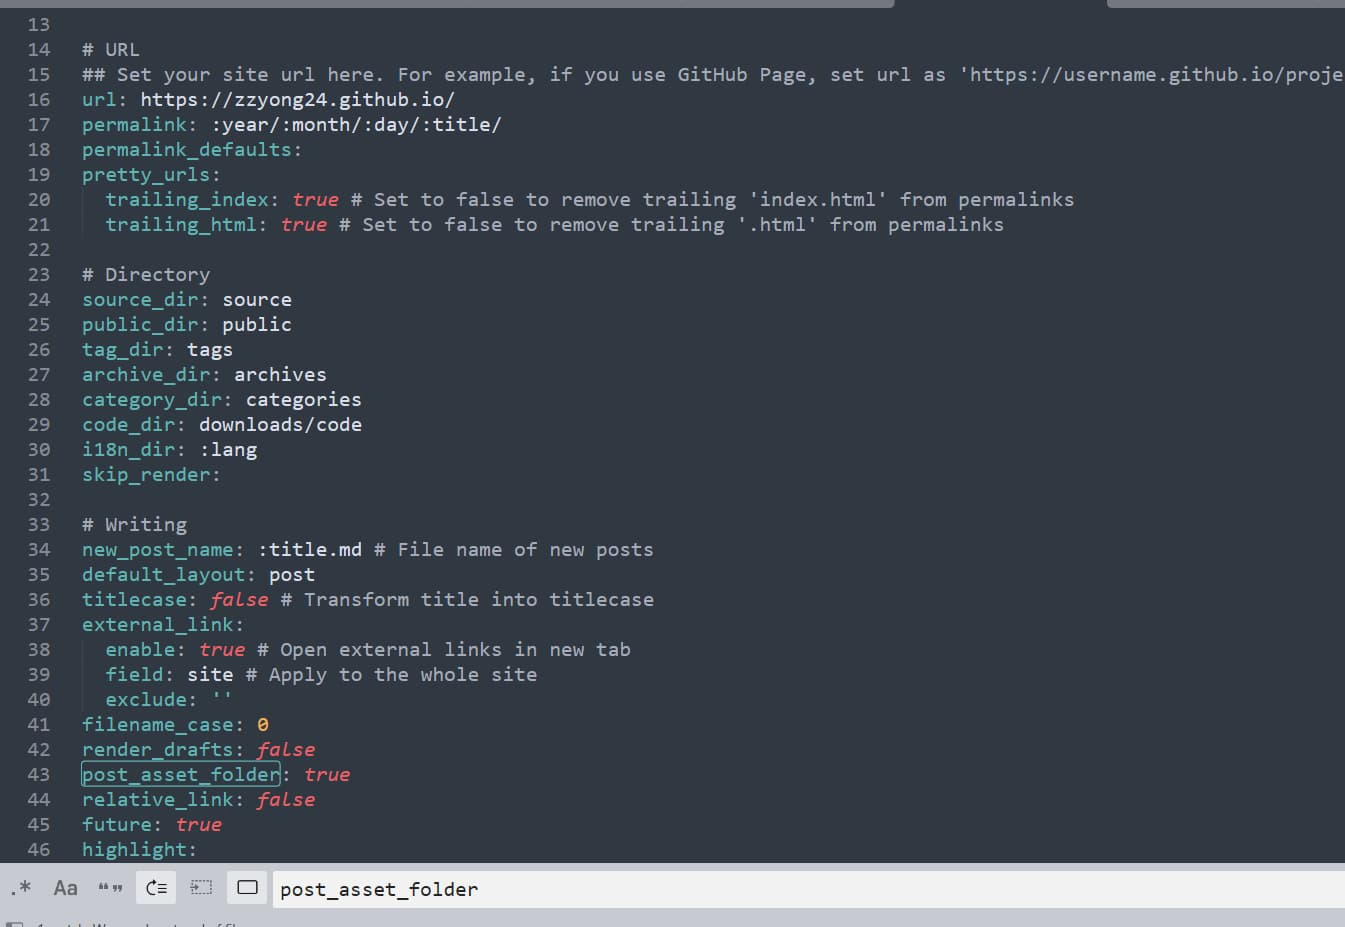 13
14 # URL
15 ## Set your site url here. For example, if you use GitHub Page, set url as 'https://username.github.io/proje
16 url: https://zzyong24.github.io/
17 permalink: :year/:month/:day/:title/
18 permalink_defaults:
19 pretty_urls:
20 trailing_index: true # Set to false to remove trailing 'index.html' from permalinks
21 trailing_html: true # Set to false to remove trailing '.html' from permalinks
22
23 # Directory
24 source_dir: source
25 public_dir: public
26 tag_dir: tags
27 archive_dir: archives
28 category_dir: categories
29 code_dir: downloads/code
30 i18n_dir: :lang
31 skip_render:
32
33 # Writing
34 new_post_name: :title.md # File name of new posts
35 default_layout: post
36 titlecase: false # Transform title into titlecase
37 external_link:
38 enable: true # Open external links in new tab
39 field: site # Apply to the whole site
40 exclude: ''
41 filename_case: 0
42 render_drafts: false
43 post_asset_folder: true
44 relative_link: false
45 future: true
46 highlight:
.* Aa “” post_asset_folder